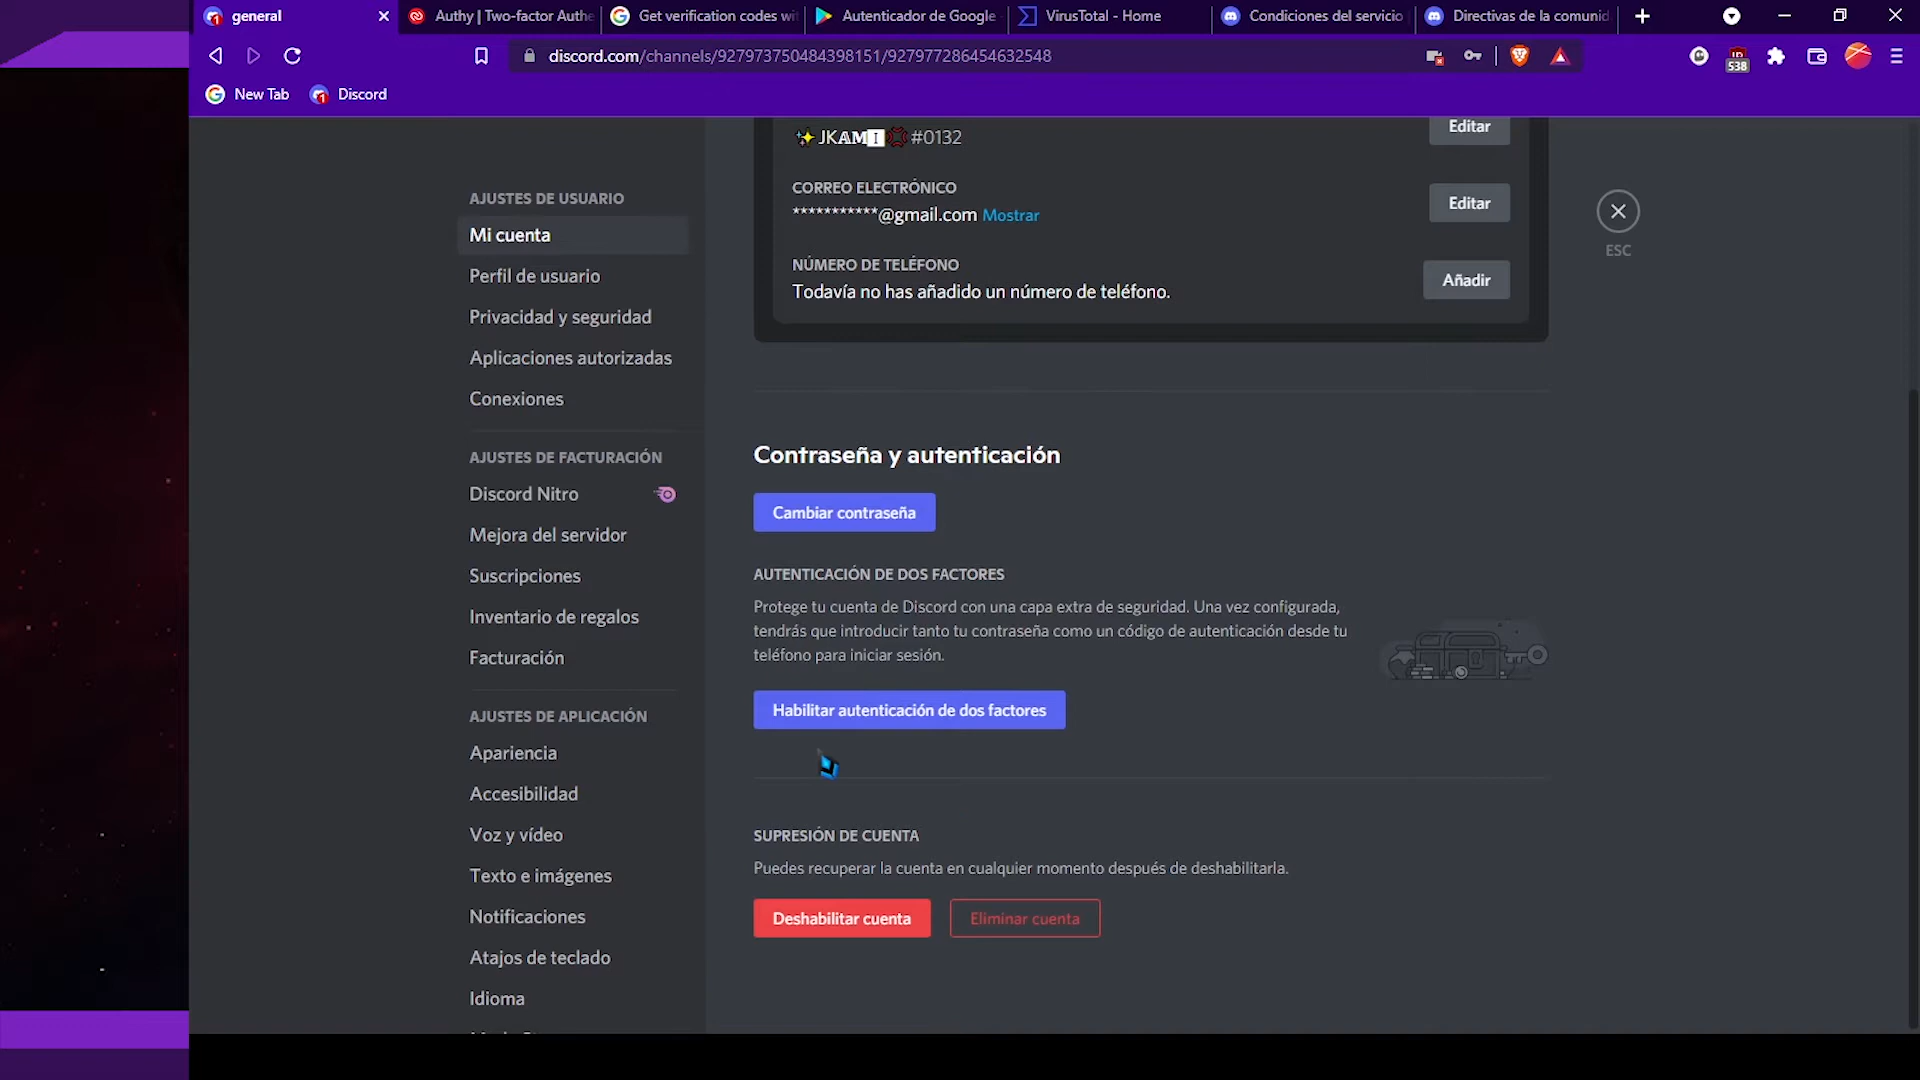 general
Authy | Two-factor Authe
Get verification codes wit
Autenticador de Google
VirusTotal - Home
Condiciones del servicio
Directivas de la comunid
discord.com/channels/927973750484398151/927977286454632548
538
New Tab
Discord
AJUSTES DE USUARIO
Mi cuenta
Perfil de usuario
Privacidad y seguridad
Aplicaciones autorizadas
Conexiones
AJUSTES DE FACTURACIÓN
Discord Nitro
Mejora del servidor
Suscripciones
Inventario de regalos
Facturación
AJUSTES DE APLICACIÓN
Apariencia
Accesibilidad
Voz y vídeo
Texto e imágenes
Notificaciones
Atajos de teclado
Idioma
✨JKAMI💢#0132
Editar
CORREO ELECTRÓNICO
***********@gmail.com Mostrar
Editar
NÚMERO DE TELÉFONO
Todavía no has añadido un número de teléfono.
Añadir
ESC
Contraseña y autenticación
Cambiar contraseña
AUTENTICACIÓN DE DOS FACTORES
Protege tu cuenta de Discord con una capa extra de seguridad. Una vez configurada,
tendrás que introducir tanto tu contraseña como un código de autenticación desde tu
teléfono para iniciar sesión.
Habilitar autenticación de dos factores
SUPRESIÓN DE CUENTA
Puedes recuperar la cuenta en cualquier momento después de deshabilitarla.
Deshabilitar cuenta
Eliminar cuenta